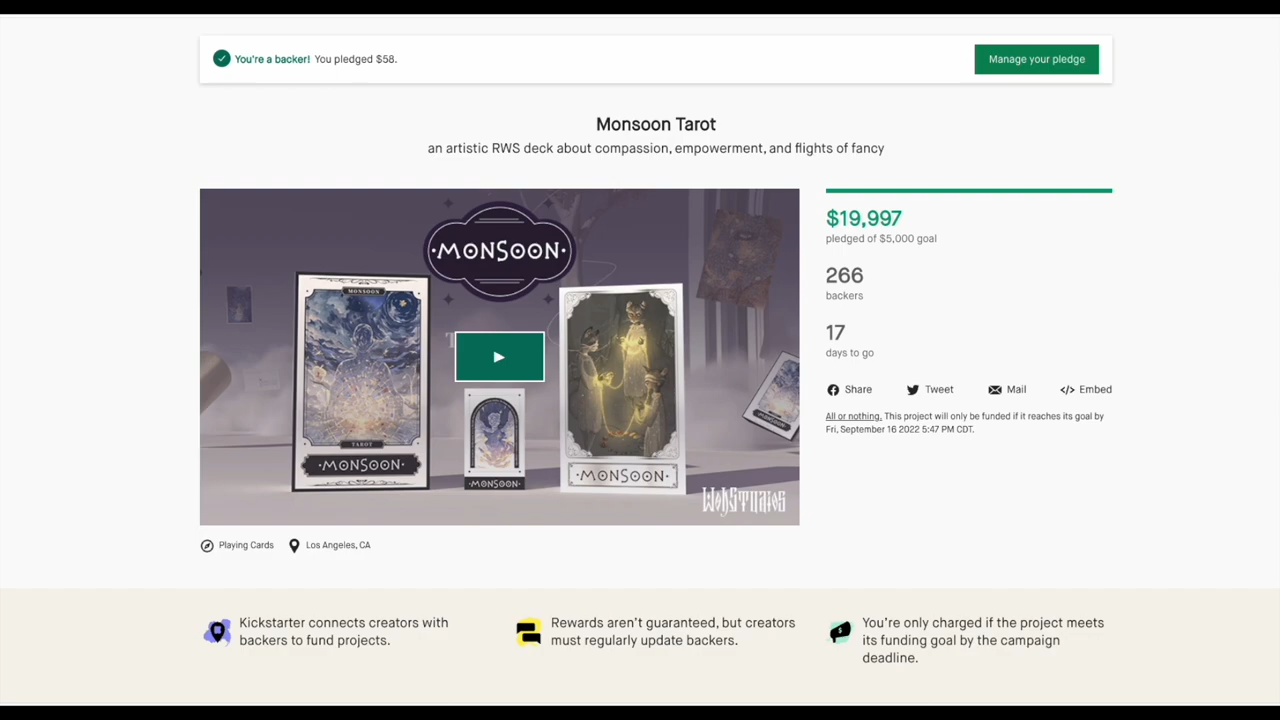 You're a backer! You pledged $58.
Manage your pledge
Monsoon Tarot
an artistic RWS deck about compassion, empowerment, and flights of fancy
·MONSOON·
MONSOON
TAROT
·MONSOON·
·MONSOON·
·MONSOON·
$19,997
pledged of $5,000 goal
266
backers
17
days to go
Share
Tweet
Mail
Embed
All or nothing. This project will only be funded if it reaches its goal by
Fri, September 16 2022 5:47 PM CDT.
Playing Cards
Los Angeles, CA
Kickstarter connects creators with
backers to fund projects.
Rewards aren't guaranteed, but creators
must regularly update backers.
You're only charged if the project meets
its funding goal by the campaign
deadline.